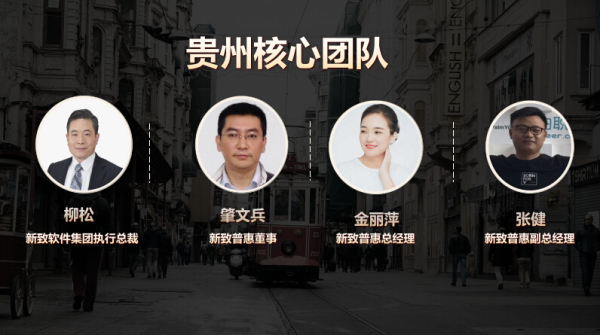 贵州核心团队
柳松
新致软件集团执行总裁
肇文兵
新致普惠董事
金丽萍
新致普惠总经理
张健
新致普惠副总经理
ENGLISH